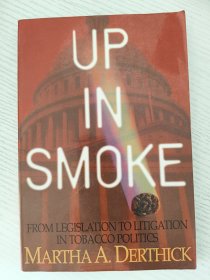 UP
IN
SMOKE
FROM LEGISLATION TO LITIGATION
IN TOBACCO POLITICS
MARTHA A. DERTHICK